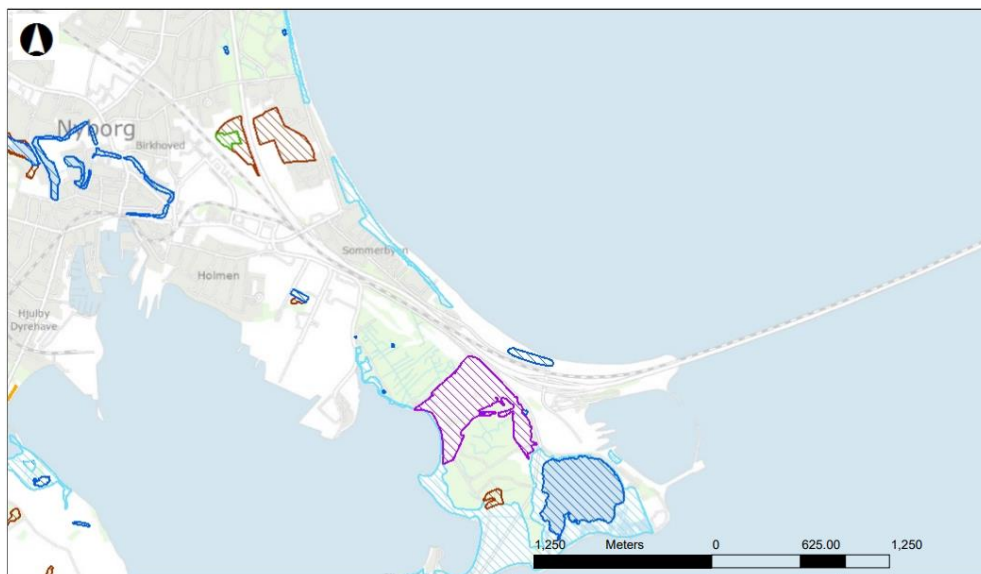 Nyborg
Birkhoved
Sommerbyen
Holmen
Hjulby
Dyrehave
1,250 Meters 0 625.00 1,250